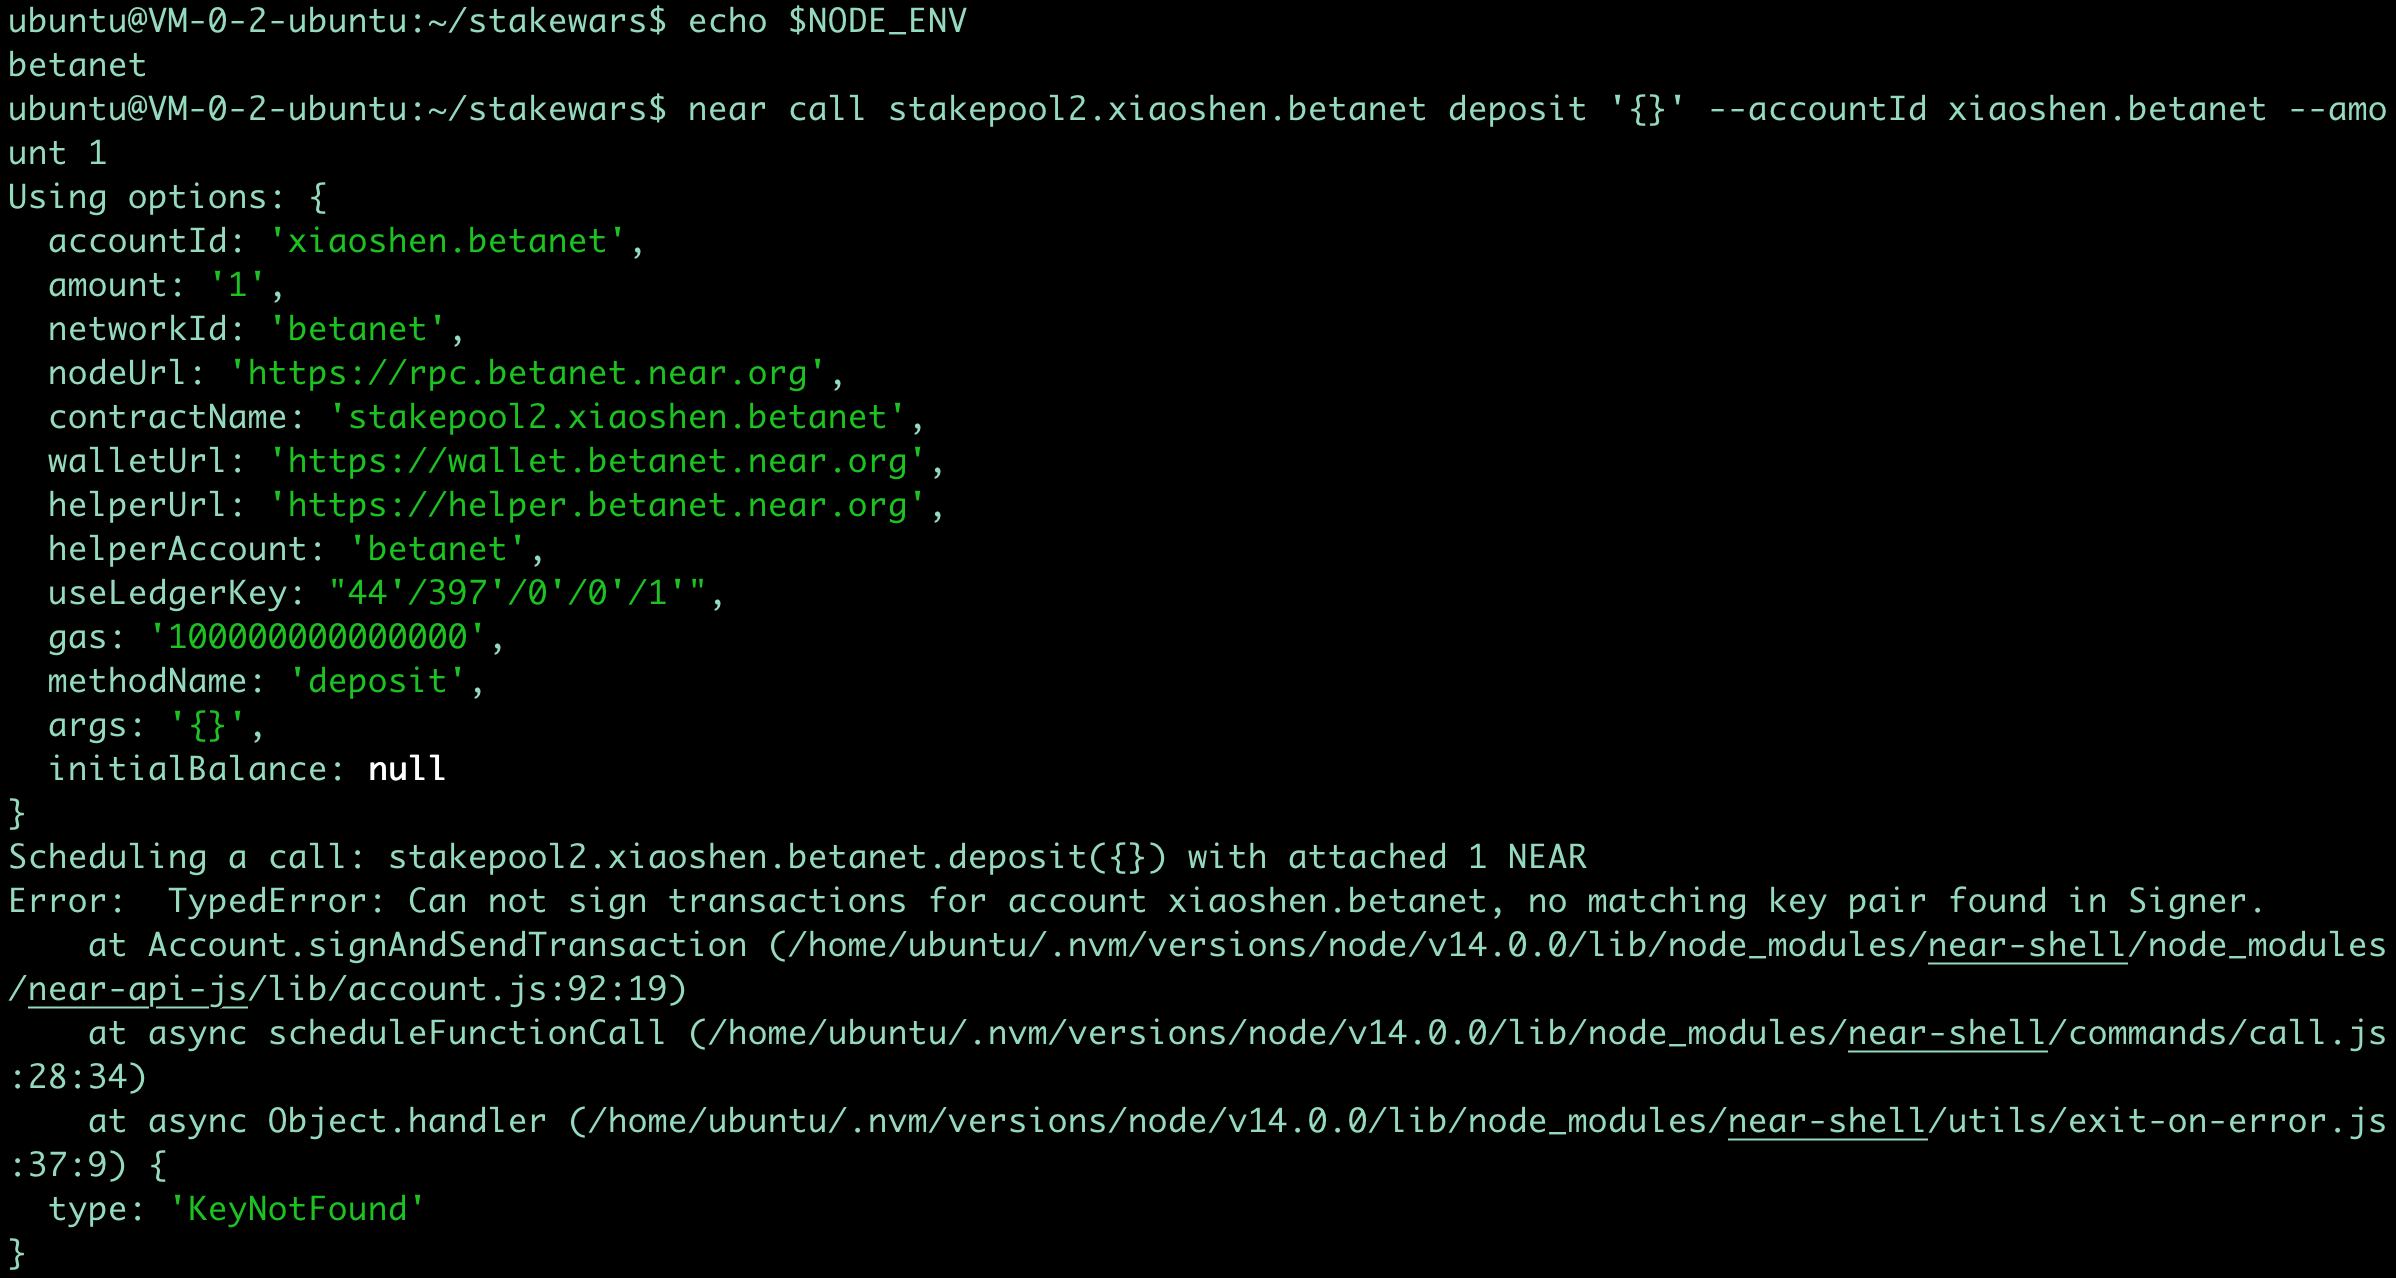 ubuntu@VM-0-2-ubuntu:~/stakewars$ echo $NODE_ENV
betanet
ubuntu@VM-0-2-ubuntu:~/stakewars$ near call stakepool2.xiaoshen.betanet deposit '{}' --accountId xiaoshen.betanet --amo
unt 1
Using options: {
  accountId: 'xiaoshen.betanet',
  amount: '1',
  networkId: 'betanet',
  nodeUrl: 'https://rpc.betanet.near.org',
  contractName: 'stakepool2.xiaoshen.betanet',
  walletUrl: 'https://wallet.betanet.near.org',
  helperUrl: 'https://helper.betanet.near.org',
  helperAccount: 'betanet',
  useLedgerKey: "44'/397'/0'/0'/1'",
  gas: '100000000000000',
  methodName: 'deposit',
  args: '{}',
  initialBalance: null
}
Scheduling a call: stakepool2.xiaoshen.betanet.deposit({}) with attached 1 NEAR
Error:  TypedError: Can not sign transactions for account xiaoshen.betanet, no matching key pair found in Signer.
    at Account.signAndSendTransaction (/home/ubuntu/.nvm/versions/node/v14.0.0/lib/node_modules/near-shell/node_modules
/near-api-js/lib/account.js:92:19)
    at async scheduleFunctionCall (/home/ubuntu/.nvm/versions/node/v14.0.0/lib/node_modules/near-shell/commands/call.js
:28:34)
    at async Object.handler (/home/ubuntu/.nvm/versions/node/v14.0.0/lib/node_modules/near-shell/utils/exit-on-error.js
:37:9) {
  type: 'KeyNotFound'
}